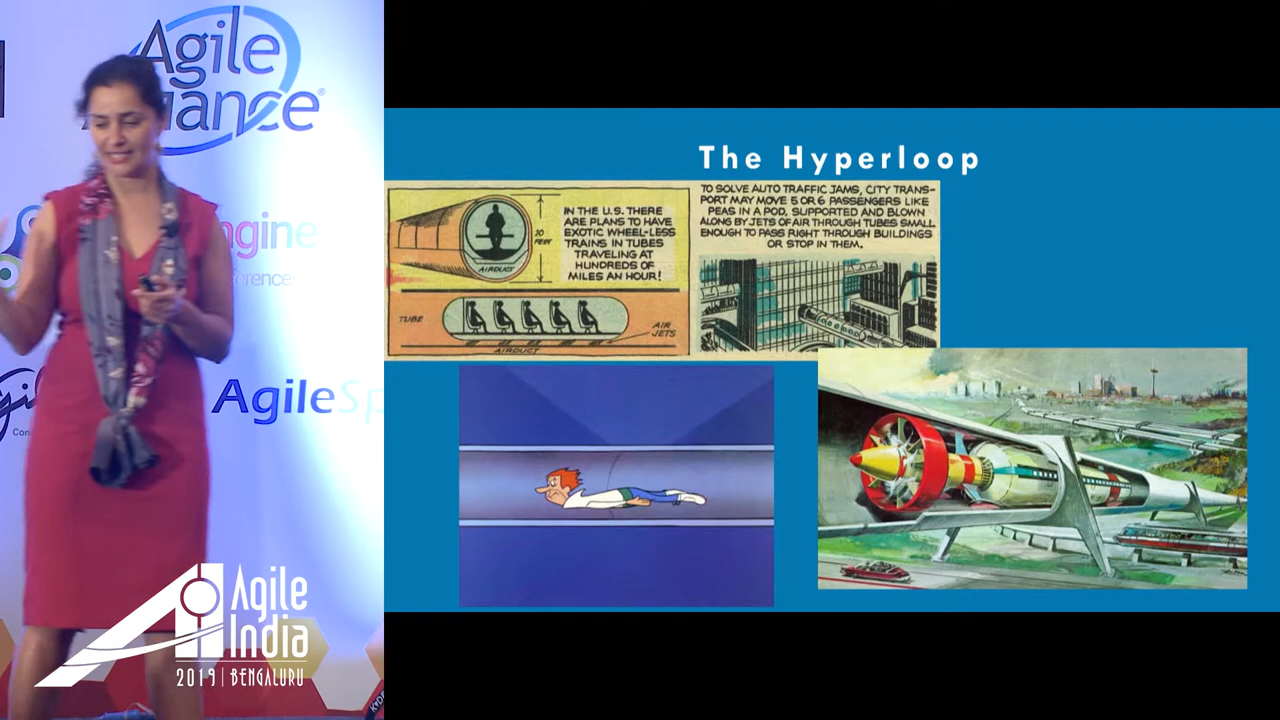 Agile
Alliance®
The Hyperloop
10
FEET
IN THE U.S. THERE
ARE PLANS TO HAVE
EXOTIC WHEEL-LESS
TRAINS IN TUBES
TRAVELING AT
HUNDREDS OF
MILES AN HOUR!
AIRDUCT
TUBE
AIR
JETS
AIRDUCT
TO SOLVE AUTO TRAFFIC JAMS, CITY TRANS-
PORT MAY MOVE 5 OR 6 PASSENGERS LIKE
PEAS IN A POD, SUPPORTED AND BLOWN
ALONG BY JETS OF AIR THROUGH TUBES SMALL
ENOUGH TO PASS RIGHT THROUGH BUILDINGS
OR STOP IN THEM.
AgileSp
Agile
India
2019 | BENGALURU